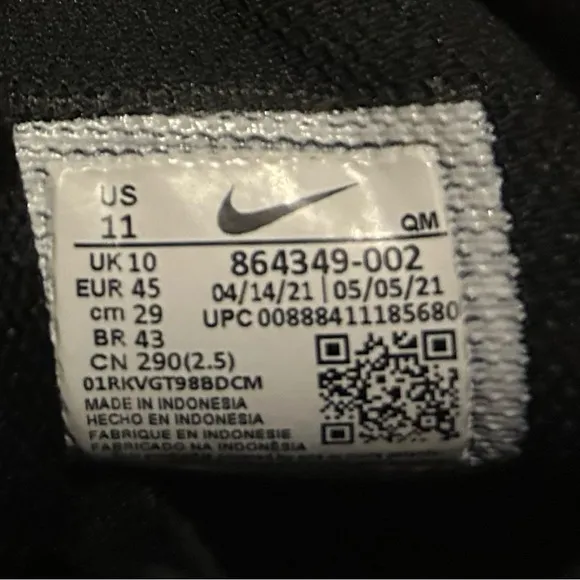 US
11
QM
UK 10
864349-002
EUR 45
04/14/21 | 05/05/21
cm 29
UPC 00888411185680
BR 43
CN 290(2.5)
01RKVGT98BDCM
MADE IN INDONESIA
HECHO EN INDONESIA
FABRIQUE EN INDONESIE
FABRICADO NA INDONÉSIA